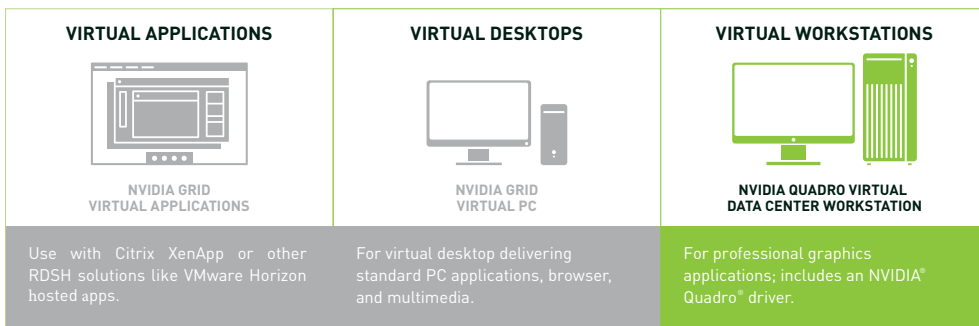 VIRTUAL APPLICATIONS
NVIDIA GRID
VIRTUAL APPLICATIONS
Use with Citrix XenApp or other
RDSH solutions like VMware Horizon
hosted apps.
VIRTUAL DESKTOPS
NVIDIA GRID
VIRTUAL PC
For virtual desktop delivering
standard PC applications, browser,
and multimedia.
VIRTUAL WORKSTATIONS
NVIDIA QUADRO VIRTUAL
DATA CENTER WORKSTATION
For professional graphics
applications; includes an NVIDIA®
Quadro® driver.